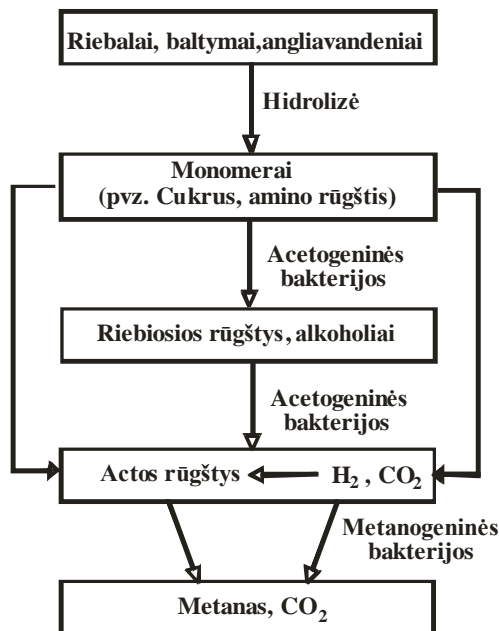 Riebalai, baltymai,angliavandeniai
Hidrolizė
Monomerai
(pvz. Cukrus, amino rūgštis)
Acetogeninės
bakterijos
Riebiosios rūgštys, alkoholiai
Acetogeninės
bakterijos
Actos rūgštys H₂ , CO₂
Metanogeninės
bakterijos
Metanas, CO₂